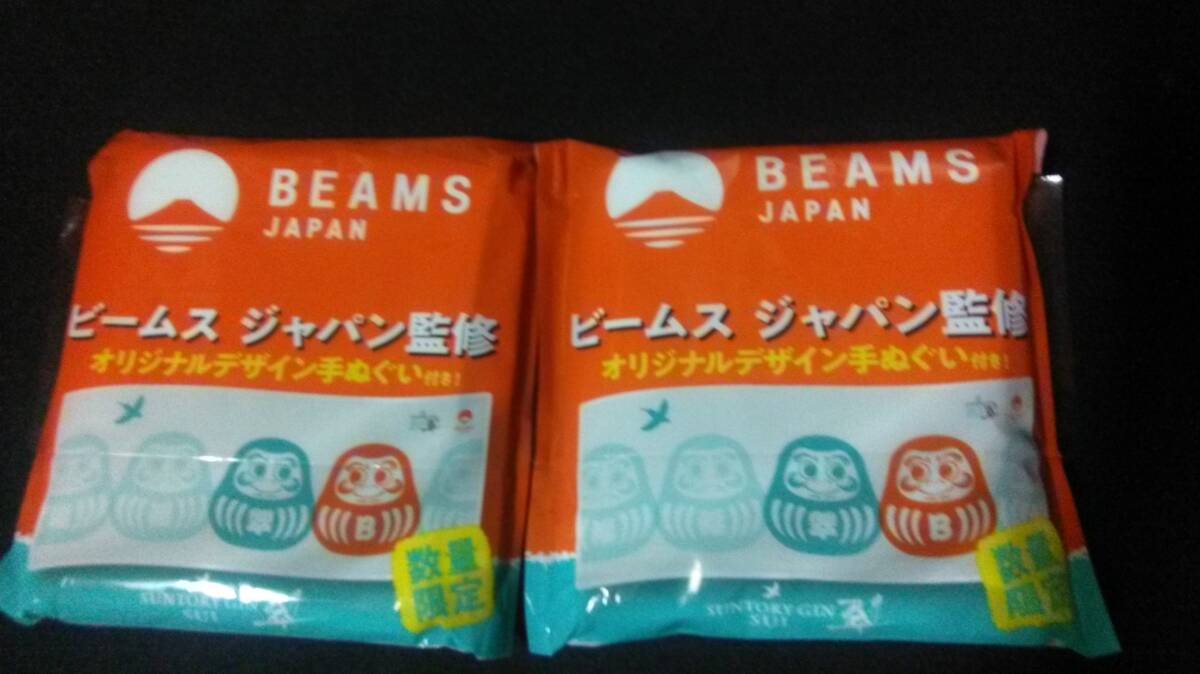 BEAMS
JAPAN
ビームス ジャパン監修
オリジナルデザイン手ぬぐい付き!
翠
B
数量
限定
SUNTORY GIN
SUI
翠
BEAMS
JAPAN
ビームス ジャパン監修
オリジナルデザイン手ぬぐい付き!
翠
B
数量
限定
SUNTORY GIN
SUI
翠